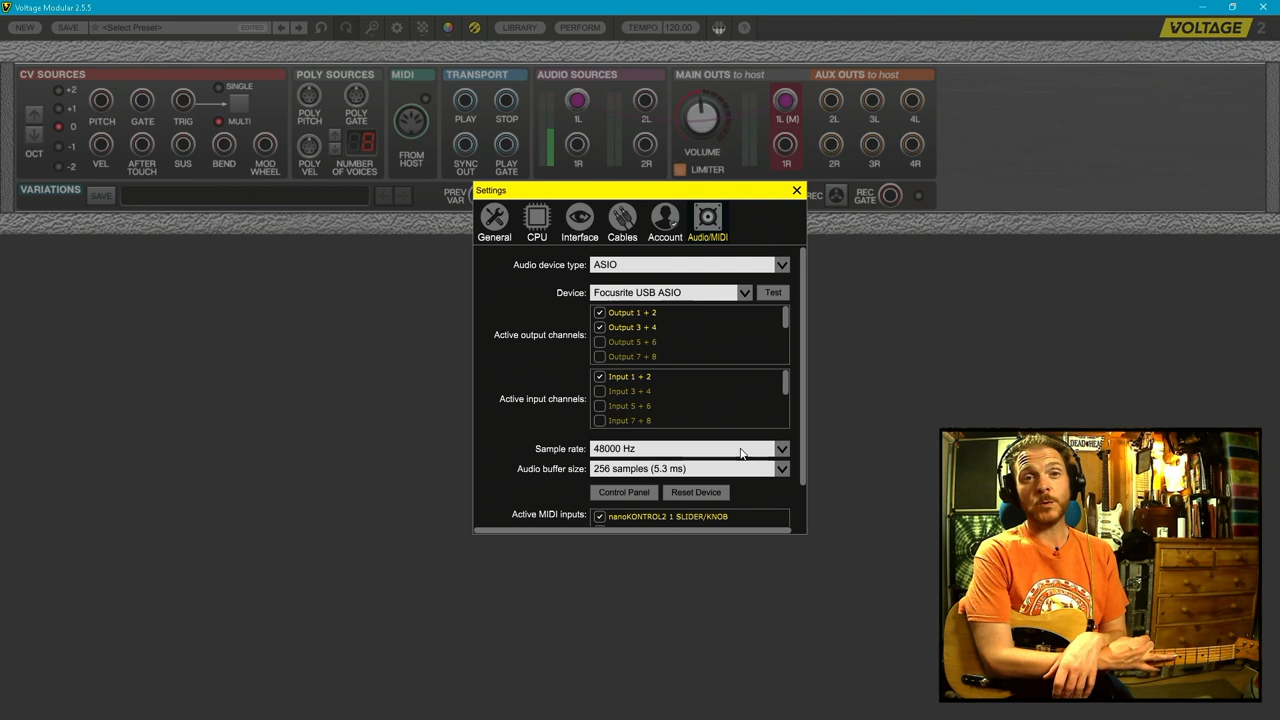 Voltage Modular 2.5.5
NEW SAVE <Select Preset> EDITED LIBRARY PERFORM TEMPO 120.00 ? VOLTAGE 2
CV SOURCES POLY SOURCES MIDI TRANSPORT AUDIO SOURCES MAIN OUTS to host AUX OUTS to host
+2 +1 0 -1 -2
OCT
PITCH GATE TRIG
SINGLE
MULTI
VEL AFTER TOUCH SUS BEND MOD WHEEL
POLY PITCH POLY GATE
POLY VEL 8 NUMBER OF VOICES
FROM HOST
PLAY STOP
SYNC OUT PLAY GATE
1L 2L
1R 2R
VOLUME
LIMITER
1L (M)
1R
2L 3L 4L
2R 3R 4R
VARIATIONS SAVE PREV VAR REC REC GATE
Settings
General CPU Interface Cables Account Audio/MIDI
Audio device type: ASIO
Device: Focusrite USB ASIO Test
Active output channels:
Output 1 + 2
Output 3 + 4
Output 5 + 6
Output 7 + 8
Active input channels:
Input 1 + 2
Input 3 + 4
Input 5 + 6
Input 7 + 8
Sample rate: 48000 Hz
Audio buffer size: 256 samples (5.3 ms)
Control Panel Reset Device
Active MIDI inputs: nanoKONTROL2 1 SLIDER/KNOB